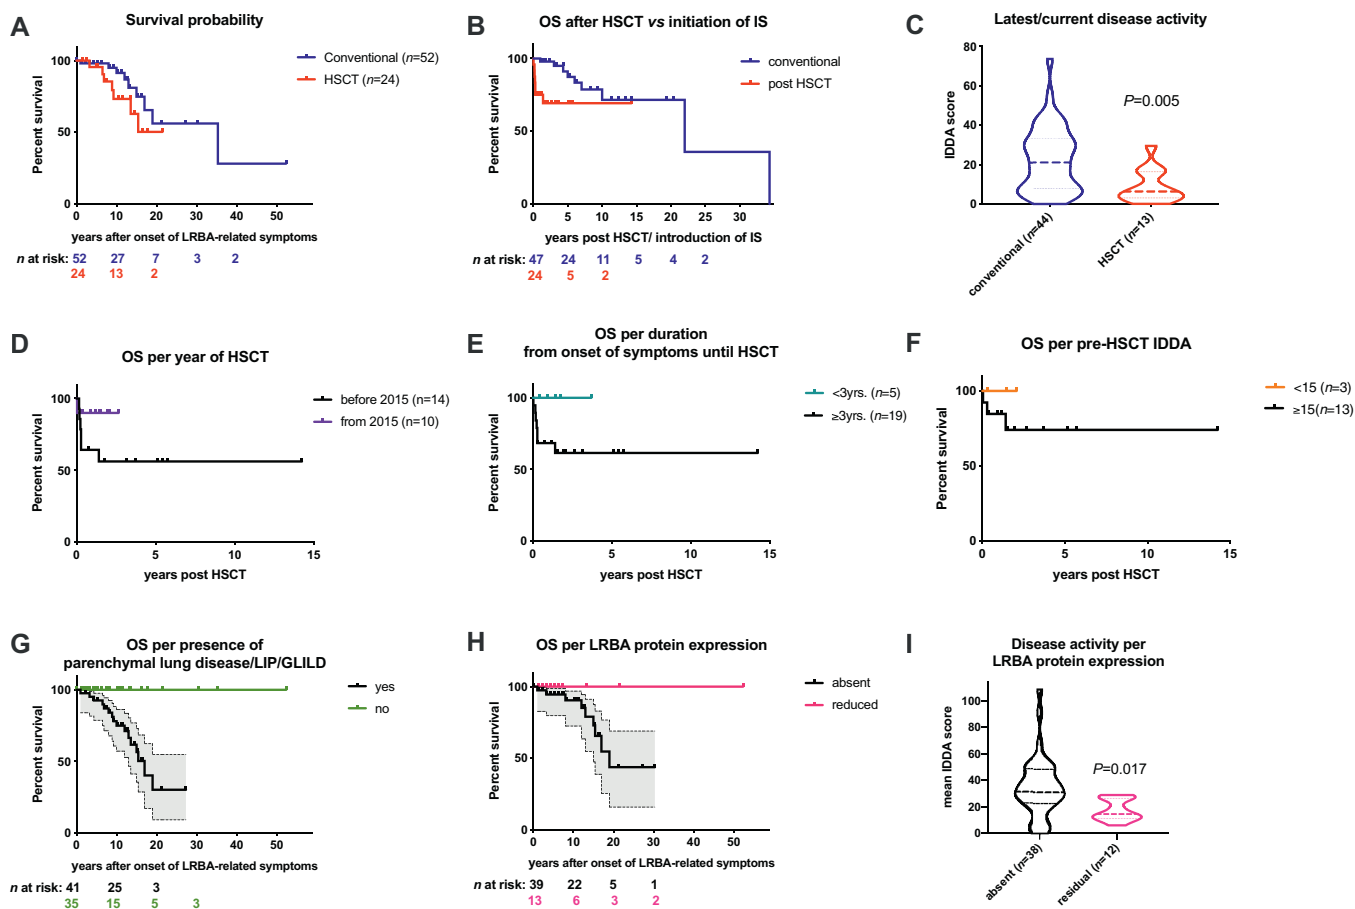 A
Survival probability
Percent survival
100
50
0
0 10 20 30 40 50
years after onset of LRBA-related symptoms
Conventional (n=52)
HSCT (n=24)
n at risk: 52 27 7 3 2
24 13 2
B
OS after HSCT vs initiation of IS
Percent survival
100
50
0
0 5 10 15 20 25 30
years post HSCT/ introduction of IS
conventional
post HSCT
n at risk: 47 24 11 5 4 2
24 5 2
C
Latest/current disease activity
IDDA score
80
60
40
20
0
P=0.005
conventional (n=44)
HSCT (n=13)
D
OS per year of HSCT
Percent survival
100
50
0
0 5 10 15
years post HSCT
before 2015 (n=14)
from 2015 (n=10)
E
OS per duration
from onset of symptoms until HSCT
Percent survival
100
50
0
0 5 10 15
years post HSCT
<3yrs. (n=5)
≥3yrs. (n=19)
F
OS per pre-HSCT IDDA
Percent survival
100
50
0
0 5 10 15
years post HSCT
<15 (n=3)
≥15(n=13)
G
OS per presence of
parenchymal lung disease/LIP/GLILD
Percent survival
100
50
0
0 10 20 30 40 50
years after onset of LRBA-related symptoms
yes
no
n at risk: 41 25 3
35 15 5 3
H
OS per LRBA protein expression
Percent survival
100
50
0
0 10 20 30 40 50
years after onset of LRBA-related symptoms
absent
reduced
n at risk: 39 22 5 1
13 6 3 2
I
Disease activity per
LRBA protein expression
mean IDDA score
100
80
60
40
20
0
P=0.017
absent (n=38)
residual (n=12)